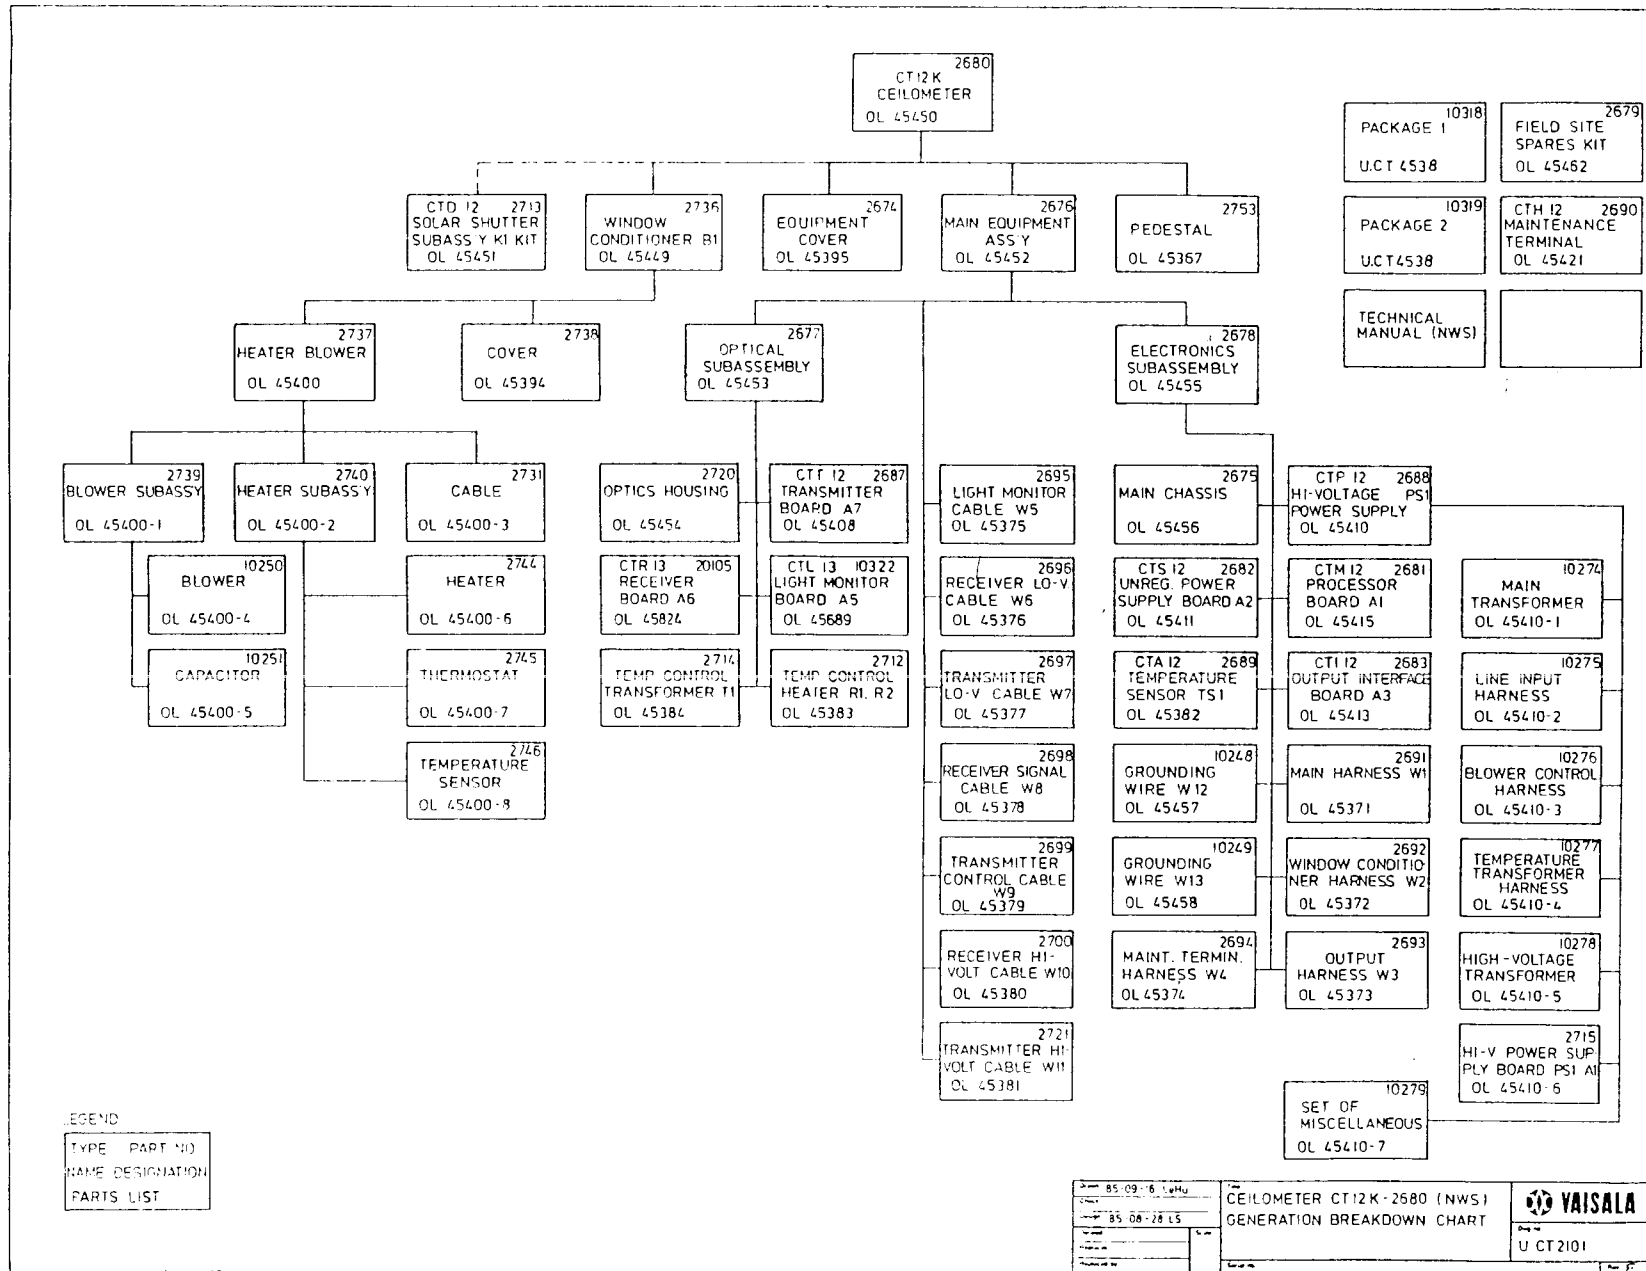 2680
CT12K
CEILOMETER
OL 45450
10318
PACKAGE 1
U.CT 4538
2679
FIELD SITE
SPARES KIT
OL 45462
10319
PACKAGE 2
U.CT4538
CTH 12 2690
MAINTENANCE
TERMINAL
OL 45421
TECHNICAL
MANUAL (NWS)
CTD 12 2713
SOLAR SHUTTER
SUBASS'Y K1 KIT
OL 45451
2736
WINDOW
CONDITIONER B1
OL 45449
2674
EQUIPMENT
COVER
OL 45395
2676
MAIN EQUIPMENT
ASS'Y
OL 45452
2753
PEDESTAL
OL 45367
2737
HEATER BLOWER
OL 45400
2738
COVER
OL 45394
2677
OPTICAL
SUBASSEMBLY
OL 45453
2678
ELECTRONICS
SUBASSEMBLY
OL 45455
2739
BLOWER SUBASSY
OL 45400-1
2740
HEATER SUBASS'Y
OL 45400-2
2731
CABLE
OL 45400-3
2720
OPTICS HOUSING
OL 45454
CTT 12 2687
TRANSMITTER
BOARD A7
OL 45408
2695
LIGHT MONITOR
CABLE W5
OL 45375
2675
MAIN CHASSIS
OL 45456
CTP 12 2688
HI-VOLTAGE PS1
POWER SUPPLY
OL 45410
10250
BLOWER
OL 45400-4
2744
HEATER
OL 45400-6
CTR 13 20105
RECEIVER
BOARD A6
OL 45824
CTL 13 10322
LIGHT MONITOR
BOARD A5
OL 45689
2696
RECEIVER LO-V
CABLE W6
OL 45376
CTS 12 2682
UNREG. POWER
SUPPLY BOARD A2
OL 45411
CTM 12 2681
PROCESSOR
BOARD A1
OL 45415
10274
MAIN
TRANSFORMER
OL 45410-1
10251
CAPACITOR
OL 45400-5
2745
THERMOSTAT
OL 45400-7
2714
TEMP CONTROL
TRANSFORMER T1
OL 45384
2712
TEMP CONTROL
HEATER R1. R2
OL 45383
2697
TRANSMITTER
LO-V CABLE W7
OL 45377
CTA 12 2689
TEMPERATURE
SENSOR TS1
OL 45382
CTI 12 2683
OUTPUT INTERFACE
BOARD A3
OL 45413
10275
LINE INPUT
HARNESS
OL 45410-2
2746
TEMPERATURE
SENSOR
OL 45400-8
2698
RECEIVER SIGNAL
CABLE W8
OL 45378
10248
GROUNDING
WIRE W12
OL 45457
2691
MAIN HARNESS W1
OL 45371
10276
BLOWER CONTROL
HARNESS
OL 45410-3
2699
TRANSMITTER
CONTROL CABLE
W9
OL 45379
10249
GROUNDING
WIRE W13
OL 45458
2692
WINDOW CONDITIO-
NER HARNESS W2
OL 45372
10277
TEMPERATURE
TRANSFORMER
HARNESS
OL 45410-4
2700
RECEIVER HI-
VOLT CABLE W10
OL 45380
2694
MAINT. TERMIN.
HARNESS W4
OL 45374
2693
OUTPUT
HARNESS W3
OL 45373
10278
HIGH-VOLTAGE
TRANSFORMER
OL 45410-5
2721
TRANSMITTER HI-
VOLT CABLE W11
OL 45381
2715
HI-V POWER SUP-
PLY BOARD PS1 A1
OL 45410-6
10279
SET OF
MISCELLANEOUS
OL 45410-7
LEGEND
TYPE PART NO
NAME DESIGNATION
PARTS LIST
85-09-16 LeHu
85-08-28 LS
CEILOMETER CT12K-2680 (NWS)
GENERATION BREAKDOWN CHART
VAISALA
U CT2101